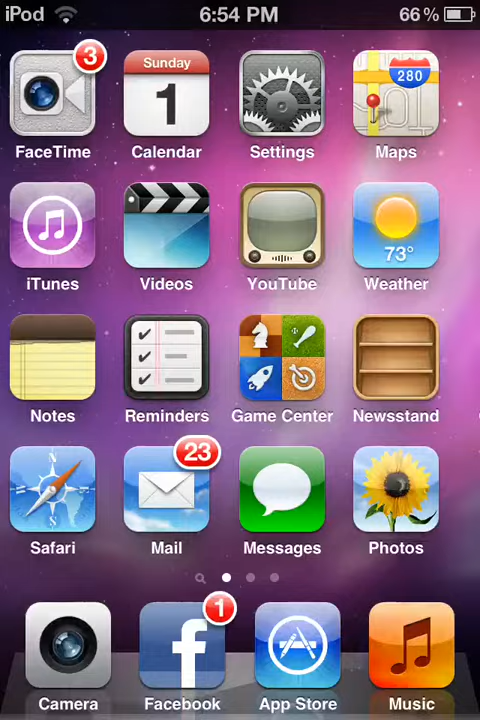 iPod 6:54 PM 66%
3
Sunday
1
280
FaceTime Calendar Settings Maps
73°
iTunes Videos YouTube Weather
Notes Reminders Game Center Newsstand
23
N
W E
S
Safari Mail Messages Photos
1
f
Camera Facebook App Store Music